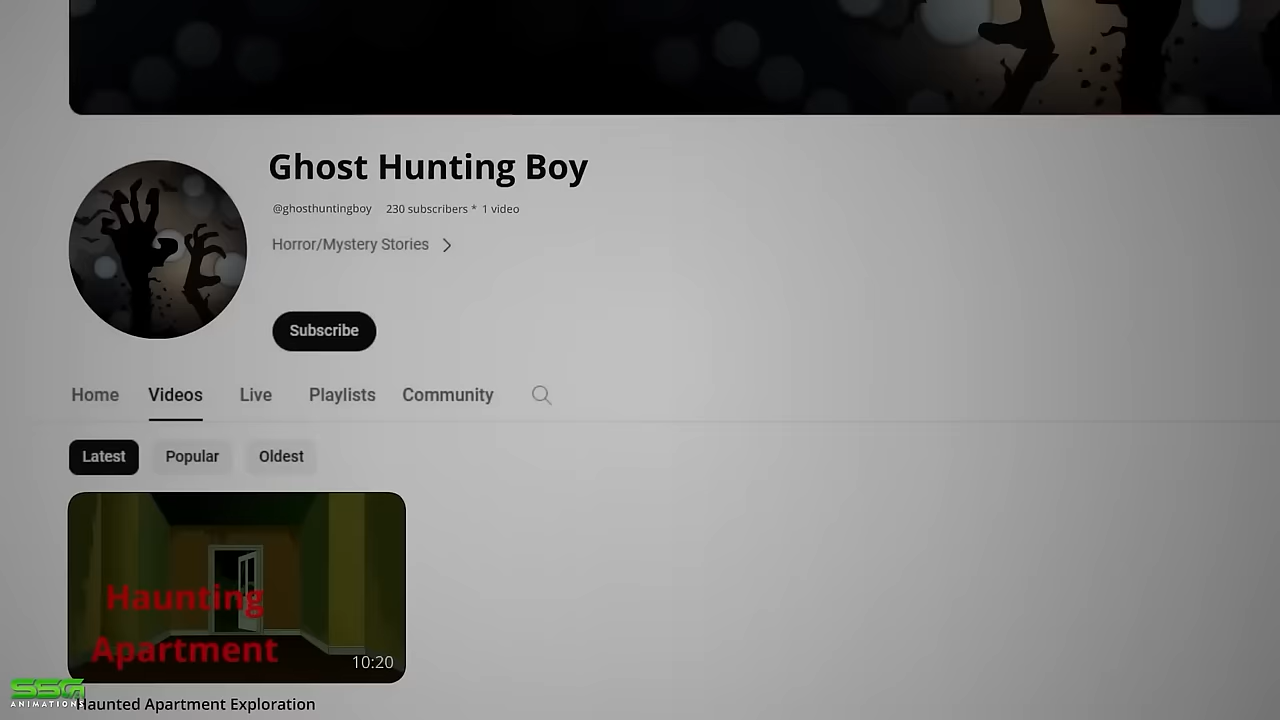 Ghost Hunting Boy
@ghosthuntingboy 230 subscribers * 1 video
Horror/Mystery Stories
Subscribe
Home Videos Live Playlists Community
Latest Popular Oldest
Haunting
Apartment
10:20
SSA
ANIMATIONS
Haunted Apartment Exploration